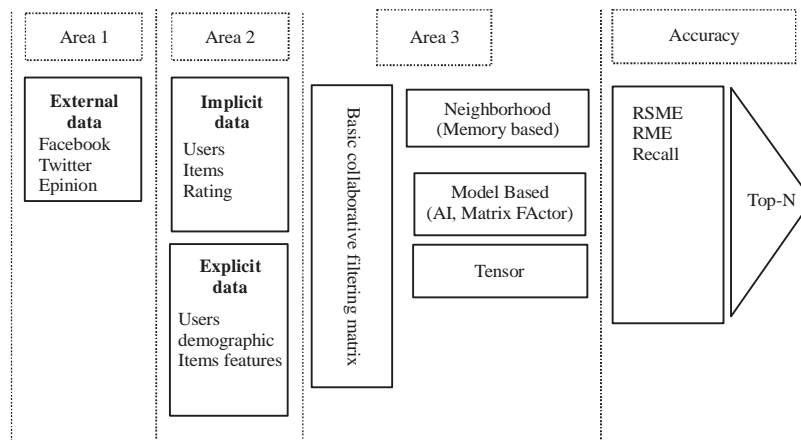 Area 1
Area 2
Area 3
Accuracy
External
data
Facebook
Twitter
Epinion
Implicit
data
Users
Items
Rating
Explicit
data
Users
demographic
Items features
Basic collaborative filtering matrix
Neighborhood
(Memory based)
Model Based
(AI, Matrix FActor)
Tensor
RSME
RME
Recall
Top-N